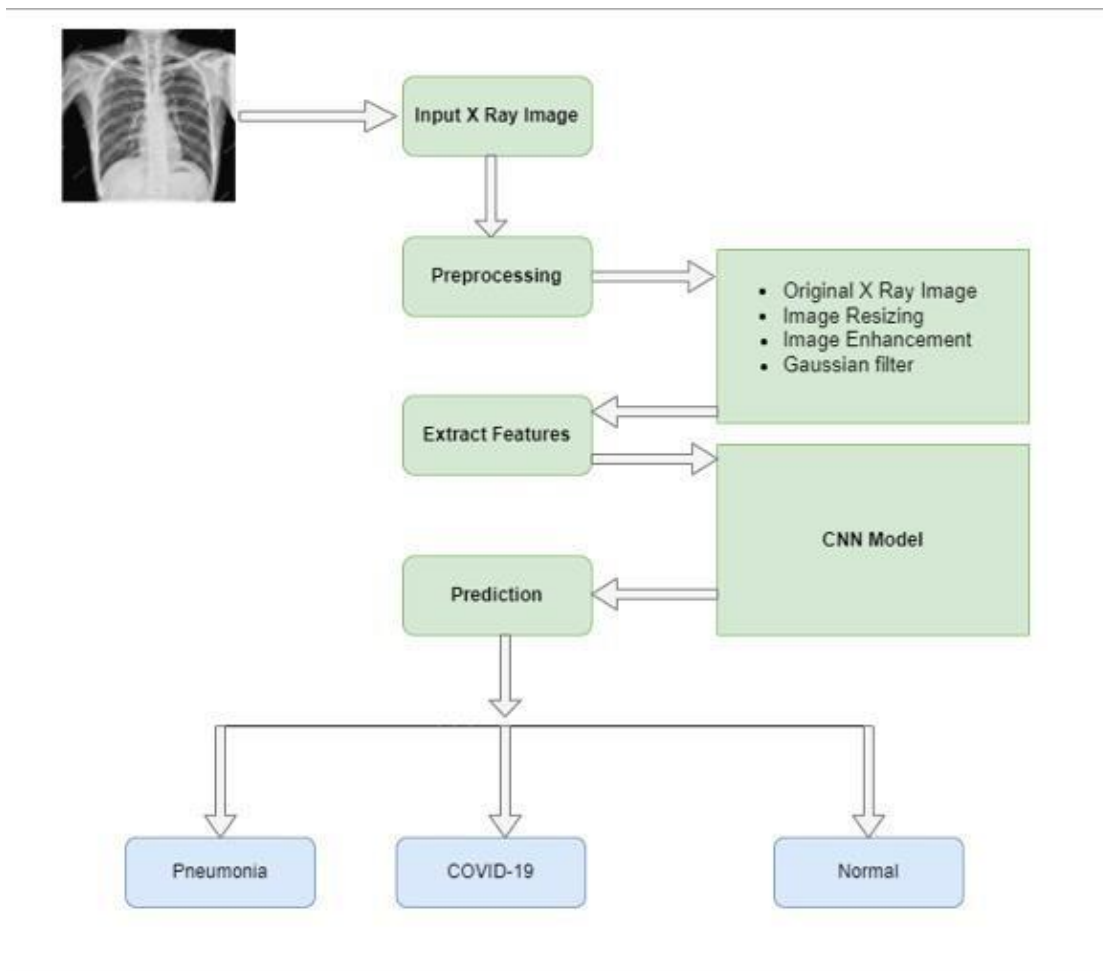 Input X Ray Image
Preprocessing
• Original X Ray Image
• Image Resizing
• Image Enhancement
• Gaussian filter
Extract Features
CNN Model
Prediction
Pneumonia
COVID-19
Normal